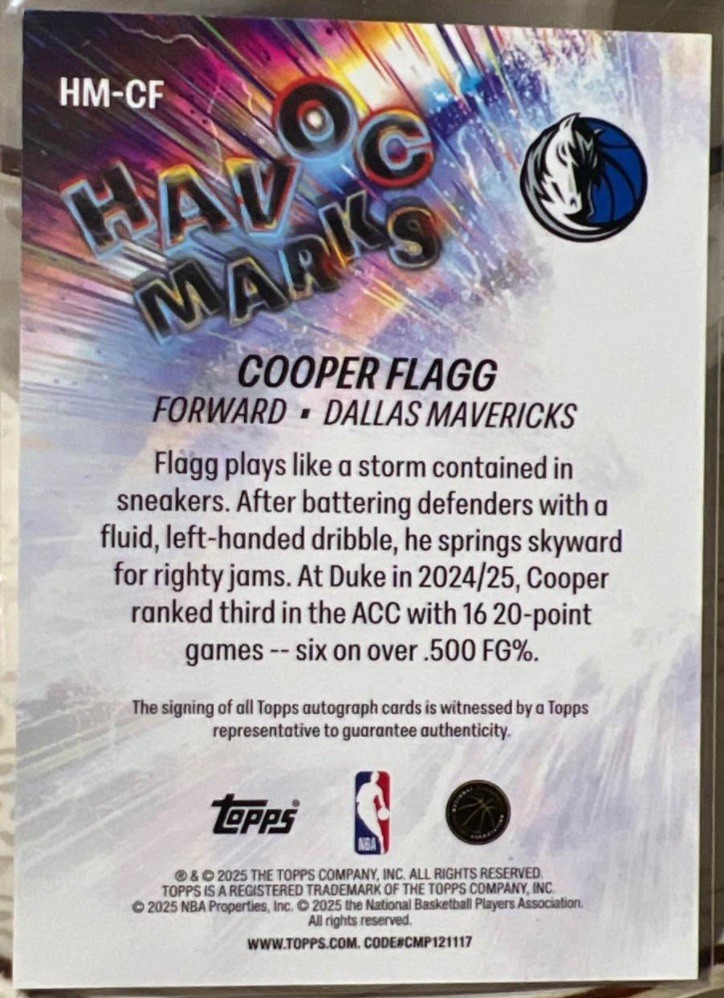 HM-CF
HAVOC
MARKS
COOPER FLAGG
FORWARD ▪ DALLAS MAVERICKS
Flagg plays like a storm contained in
sneakers. After battering defenders with a
fluid, left-handed dribble, he springs skyward
for righty jams. At Duke in 2024/25, Cooper
ranked third in the ACC with 16 20-point
games -- six on over .500 FG%.
The signing of all Topps autograph cards is witnessed by a Topps
representative to guarantee authenticity.
topps®
NBA
® & © 2025 THE TOPPS COMPANY, INC. ALL RIGHTS RESERVED.
TOPPS IS A REGISTERED TRADEMARK OF THE TOPPS COMPANY, INC.
© 2025 NBA Properties, Inc. © 2025 the National Basketball Players Association.
All rights reserved.
WWW.TOPPS.COM. CODE#CMP121117